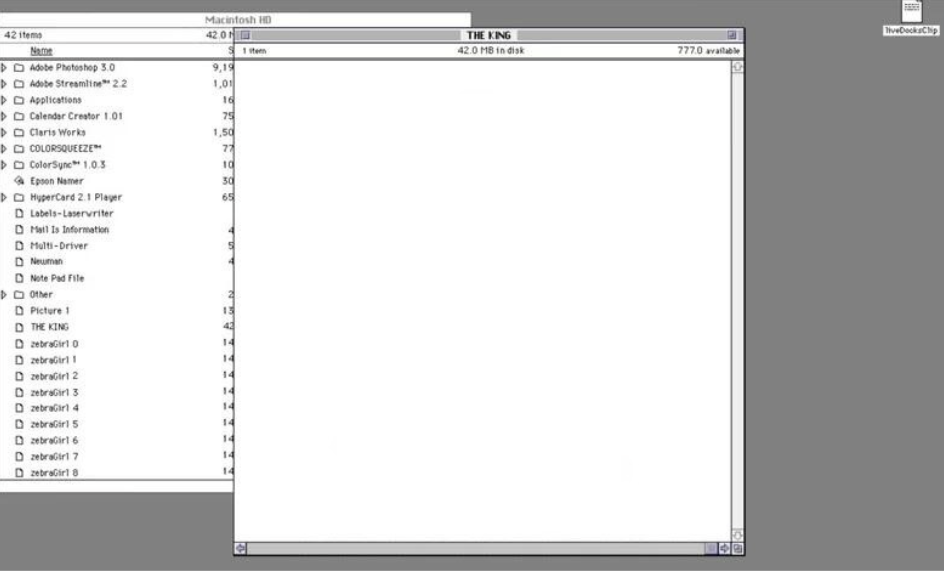 Macintosh HD
42 items 42.0 M
Name S
Adobe Photoshop 3.0 9,19
Adobe Streamline™ 2.2 1,01
Applications 16
Calendar Creator 1.01 75
Claris Works 1,50
COLORSQUEEZE™ 77
ColorSync™ 1.0.3 10
Epson Namer 30
HyperCard 2.1 Player 65
Labels-Laserwriter
Mail Is Information 4
Multi-Driver 5
Newman 4
Note Pad File
Other 2
Picture 1 13
THE KING 42
zebraGirl 0 14
zebraGirl 1 14
zebraGirl 2 14
zebraGirl 3 14
zebraGirl 4 14
zebraGirl 5 14
zebraGirl 6 14
zebraGirl 7 14
zebraGirl 8 14
THE KING
1 item 42.0 MB in disk 777.0 available